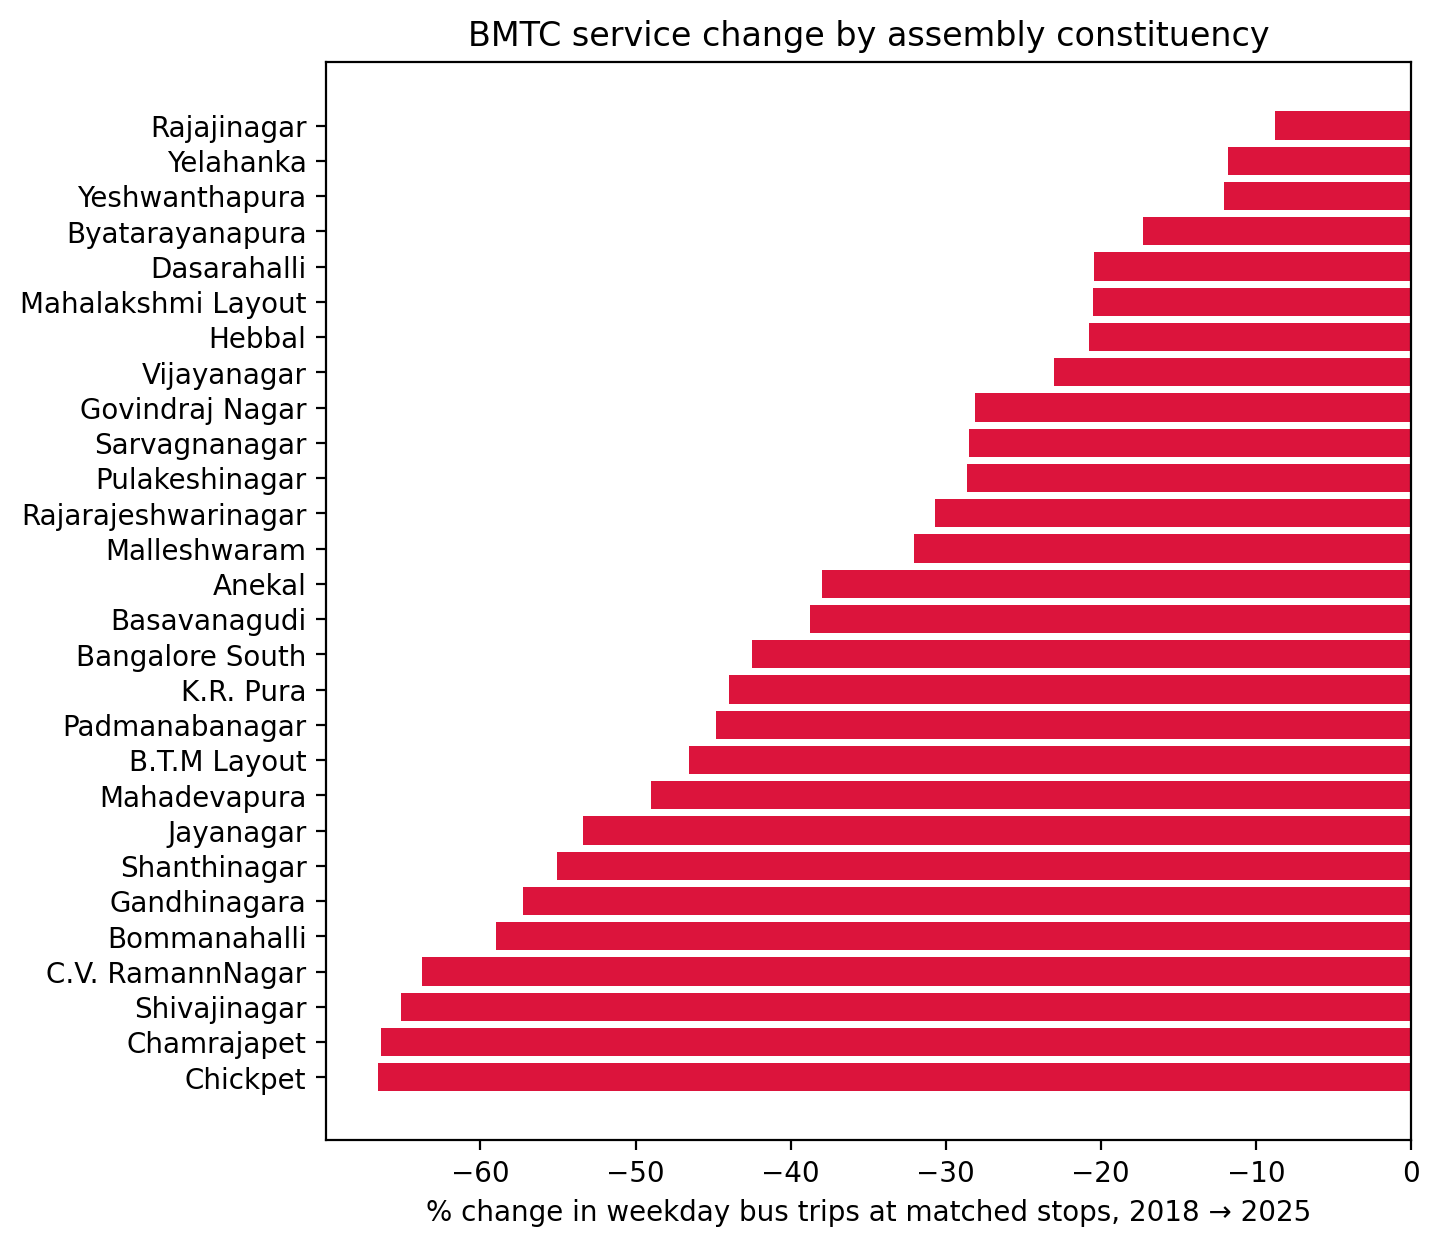 BMTC service change by assembly constituency
Rajajinagar
Yelahanka
Yeshwanthapura
Byatarayanapura
Dasarahalli
Mahalakshmi Layout
Hebbal
Vijayanagar
Govindraj Nagar
Sarvagnanagar
Pulakeshinagar
Rajarajeshwarinagar
Malleshwaram
Anekal
Basavanagudi
Bangalore South
K.R. Pura
Padmanabanagar
B.T.M Layout
Mahadevapura
Jayanagar
Shanthinagar
Gandhinagara
Bommanahalli
C.V. RamannNagar
Shivajinagar
Chamrajapet
Chickpet
−60 −50 −40 −30 −20 −10 0
% change in weekday bus trips at matched stops, 2018 → 2025